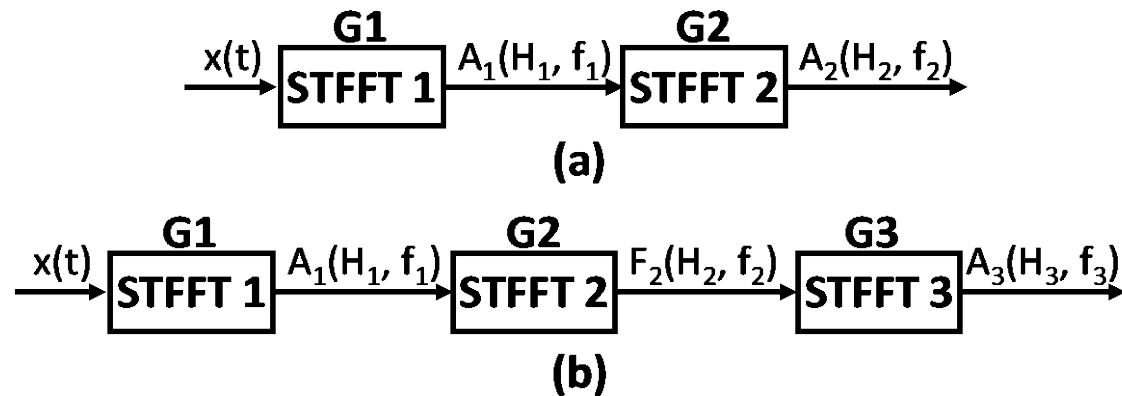 G1 G2
x(t) STFFT 1 A₁(H₁, f₁) STFFT 2 A₂(H₂, f₂)
(a)
G1 G2 G3
x(t) STFFT 1 A₁(H₁, f₁) STFFT 2 F₂(H₂, f₂) STFFT 3 A₃(H₃, f₃)
(b)